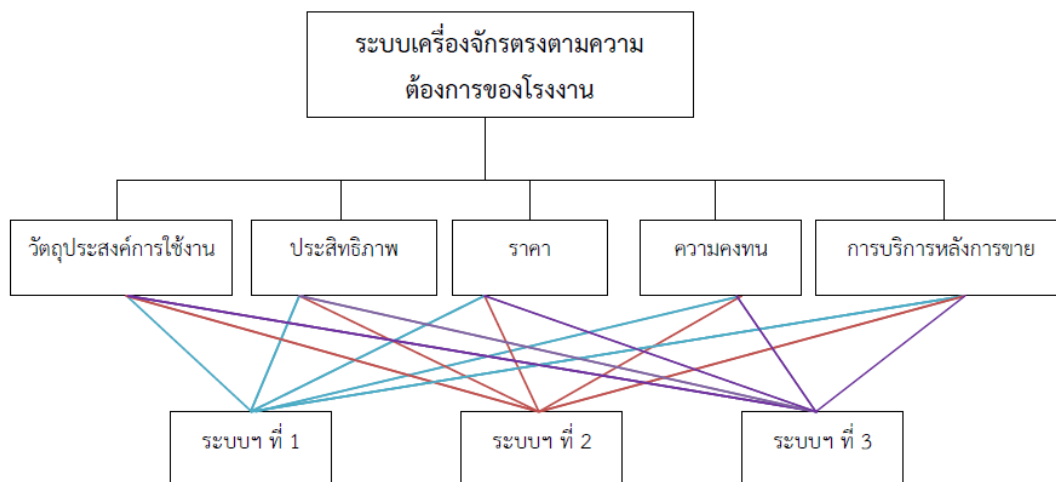 ระบบเครื่องจักรตรงตามความ
ต้องการของโรงงาน
วัตถุประสงค์การใช้งาน
ประสิทธิภาพ
ราคา
ความคงทน
การบริการหลังการขาย
ระบบฯ ที่ 1
ระบบฯ ที่ 2
ระบบฯ ที่ 3